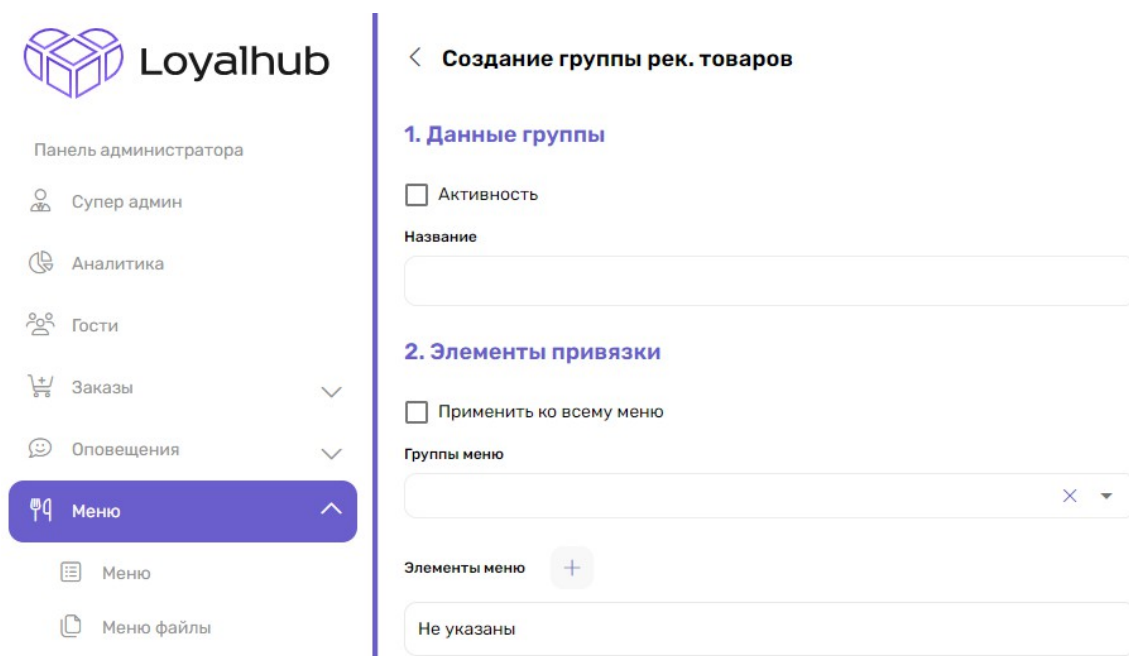 Loyalhub
Панель администратора
Супер админ
Аналитика
Гости
Заказы
Оповещения
Меню
Меню
Меню файлы
Создание группы рек. товаров
1. Данные группы
Активность
Название
2. Элементы привязки
Применить ко всему меню
Группы меню
Элементы меню
Не указаны